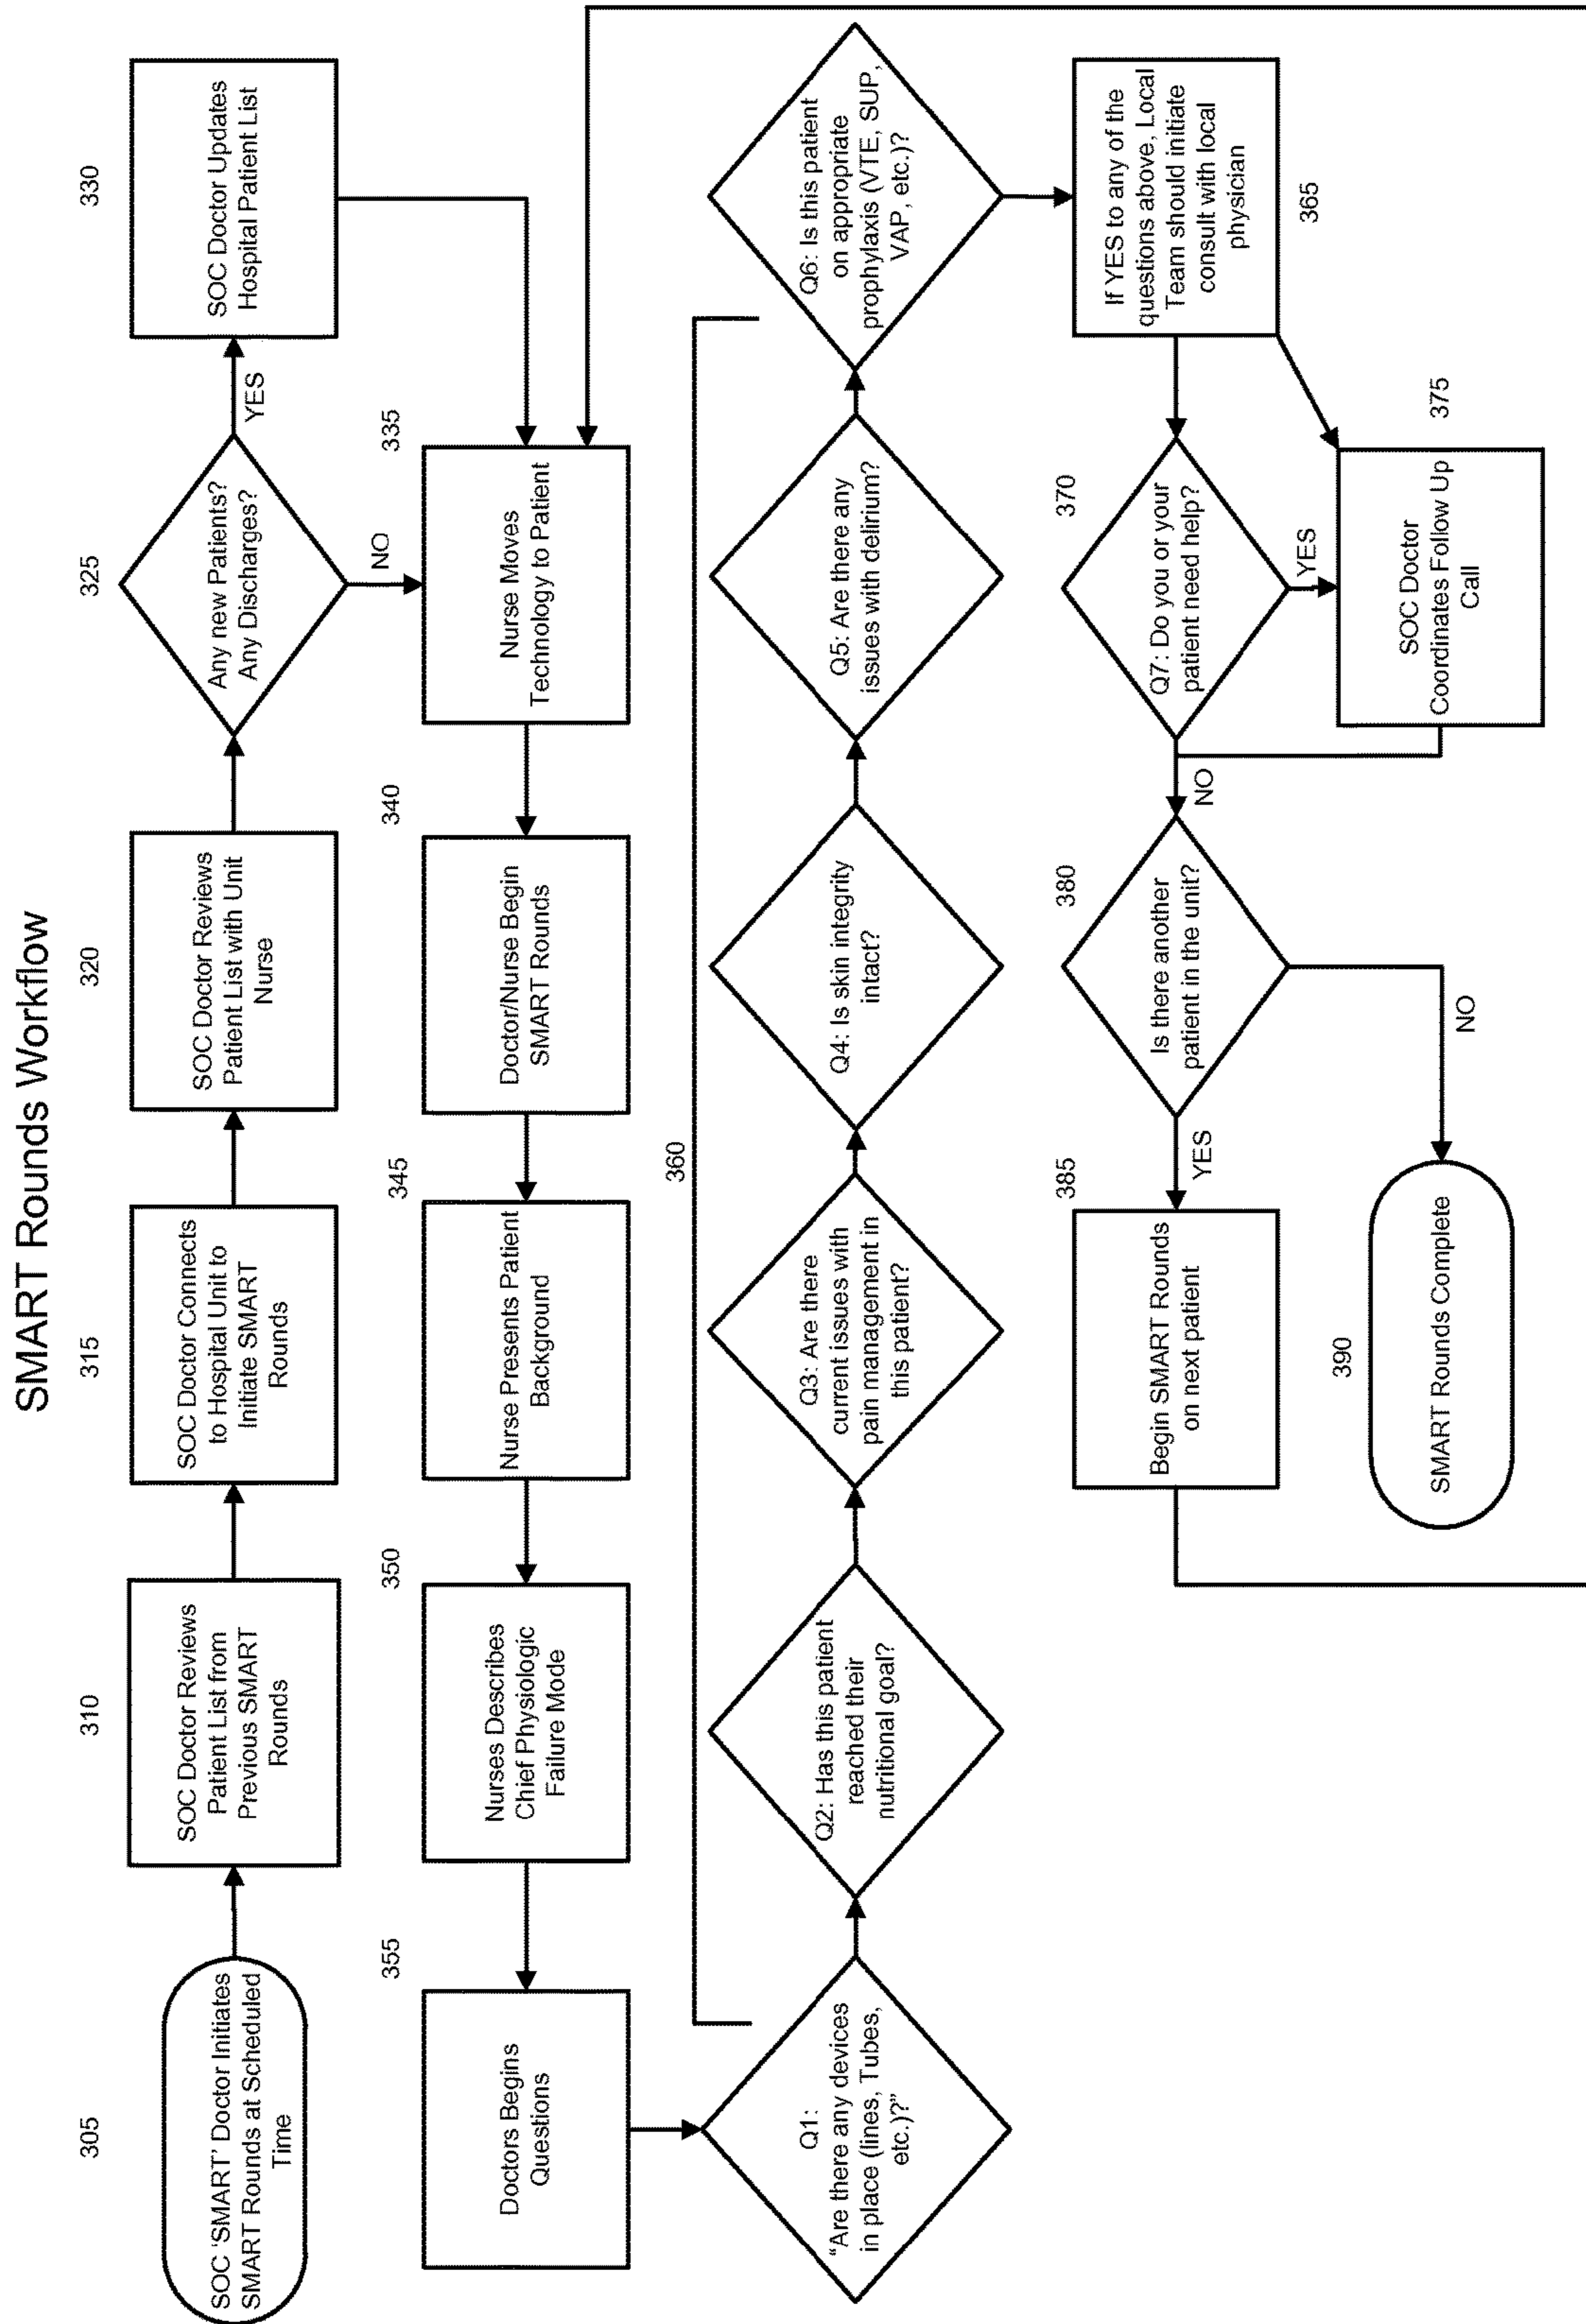 SMART Rounds Workflow
305
SOC 'SMART' Doctor Initiates
SMART Rounds at Scheduled
Time
310
SOC Doctor Reviews
Patient List from
Previous SMART
Rounds
315
SOC Doctor Connects
to Hospital Unit to
Initiate SMART
Rounds
320
SOC Doctor Reviews
Patient List with Unit
Nurse
325
Any new Patients?
Any Discharges?
YES
NO
330
SOC Doctor Updates
Hospital Patient List
335
Nurse Moves
Technology to Patient
340
Doctor/Nurse Begin
SMART Rounds
345
Nurse Presents Patient
Background
350
Nurses Describes
Chief Physiologic
Failure Mode
355
Doctors Begins
Questions
360
Q1:
"Are there any devices
in place (lines, Tubes,
etc.)?"
Q2: Has this patient
reached their
nutritional goal?
Q3: Are there
current issues with
pain management in
this patient?
Q4: Is skin integrity
intact?
Q5: Are there any
issues with delirium?
Q6: Is this patient
on appropriate
prophylaxis (VTE, SUP,
VAP, etc.)?
If YES to any of the
questions above, Local
Team should initiate
consult with local
physician
365
370
Q7: Do you or your
patient need help?
YES
NO
375
SOC Doctor
Coordinates Follow Up
Call
380
Is there another
patient in the unit?
YES
NO
385
Begin SMART Rounds
on next patient
390
SMART Rounds Complete